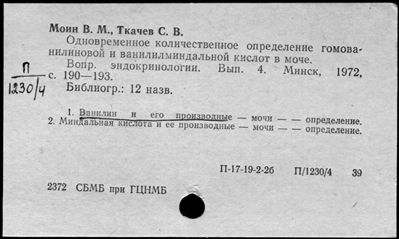 Моин В. М., Ткачев С. В.
Одновременное количественное определение гомова-
нилиновой и ванилилминдальной кислот в моче.
Вопр. эндокринологии. Вып. 4. Минск, 1972,
с. 190—193.
П
1230/4
Библиогр.: 12 назв.
1. Ванилин и его производные — мочи — — определение.
2. Миндальная кислота и ее производные — мочи — — определение.
П-17-19-2-2б П/1230/4 39
2372 СБМБ при ГЦНМБ